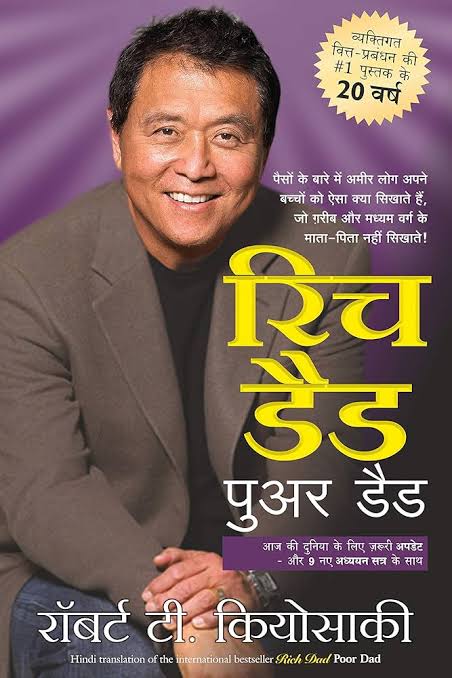 व्यक्तिगत
वित्त-प्रबंधन की
#1 पुस्तक के
20 वर्ष
पैसों के बारे में अमीर लोग अपने
बच्चों को ऐसा क्या सिखाते हैं,
जो ग़रीब और मध्यम वर्ग के
माता-पिता नहीं सिखाते!
रिच
डैड
पुअर डैड
आज की दुनिया के लिए ज़रूरी अपडेट
- और 9 नए अध्ययन सत्र के साथ
रॉबर्ट टी. कियोसाकी
Hindi translation of the international bestseller Rich Dad Poor Dad